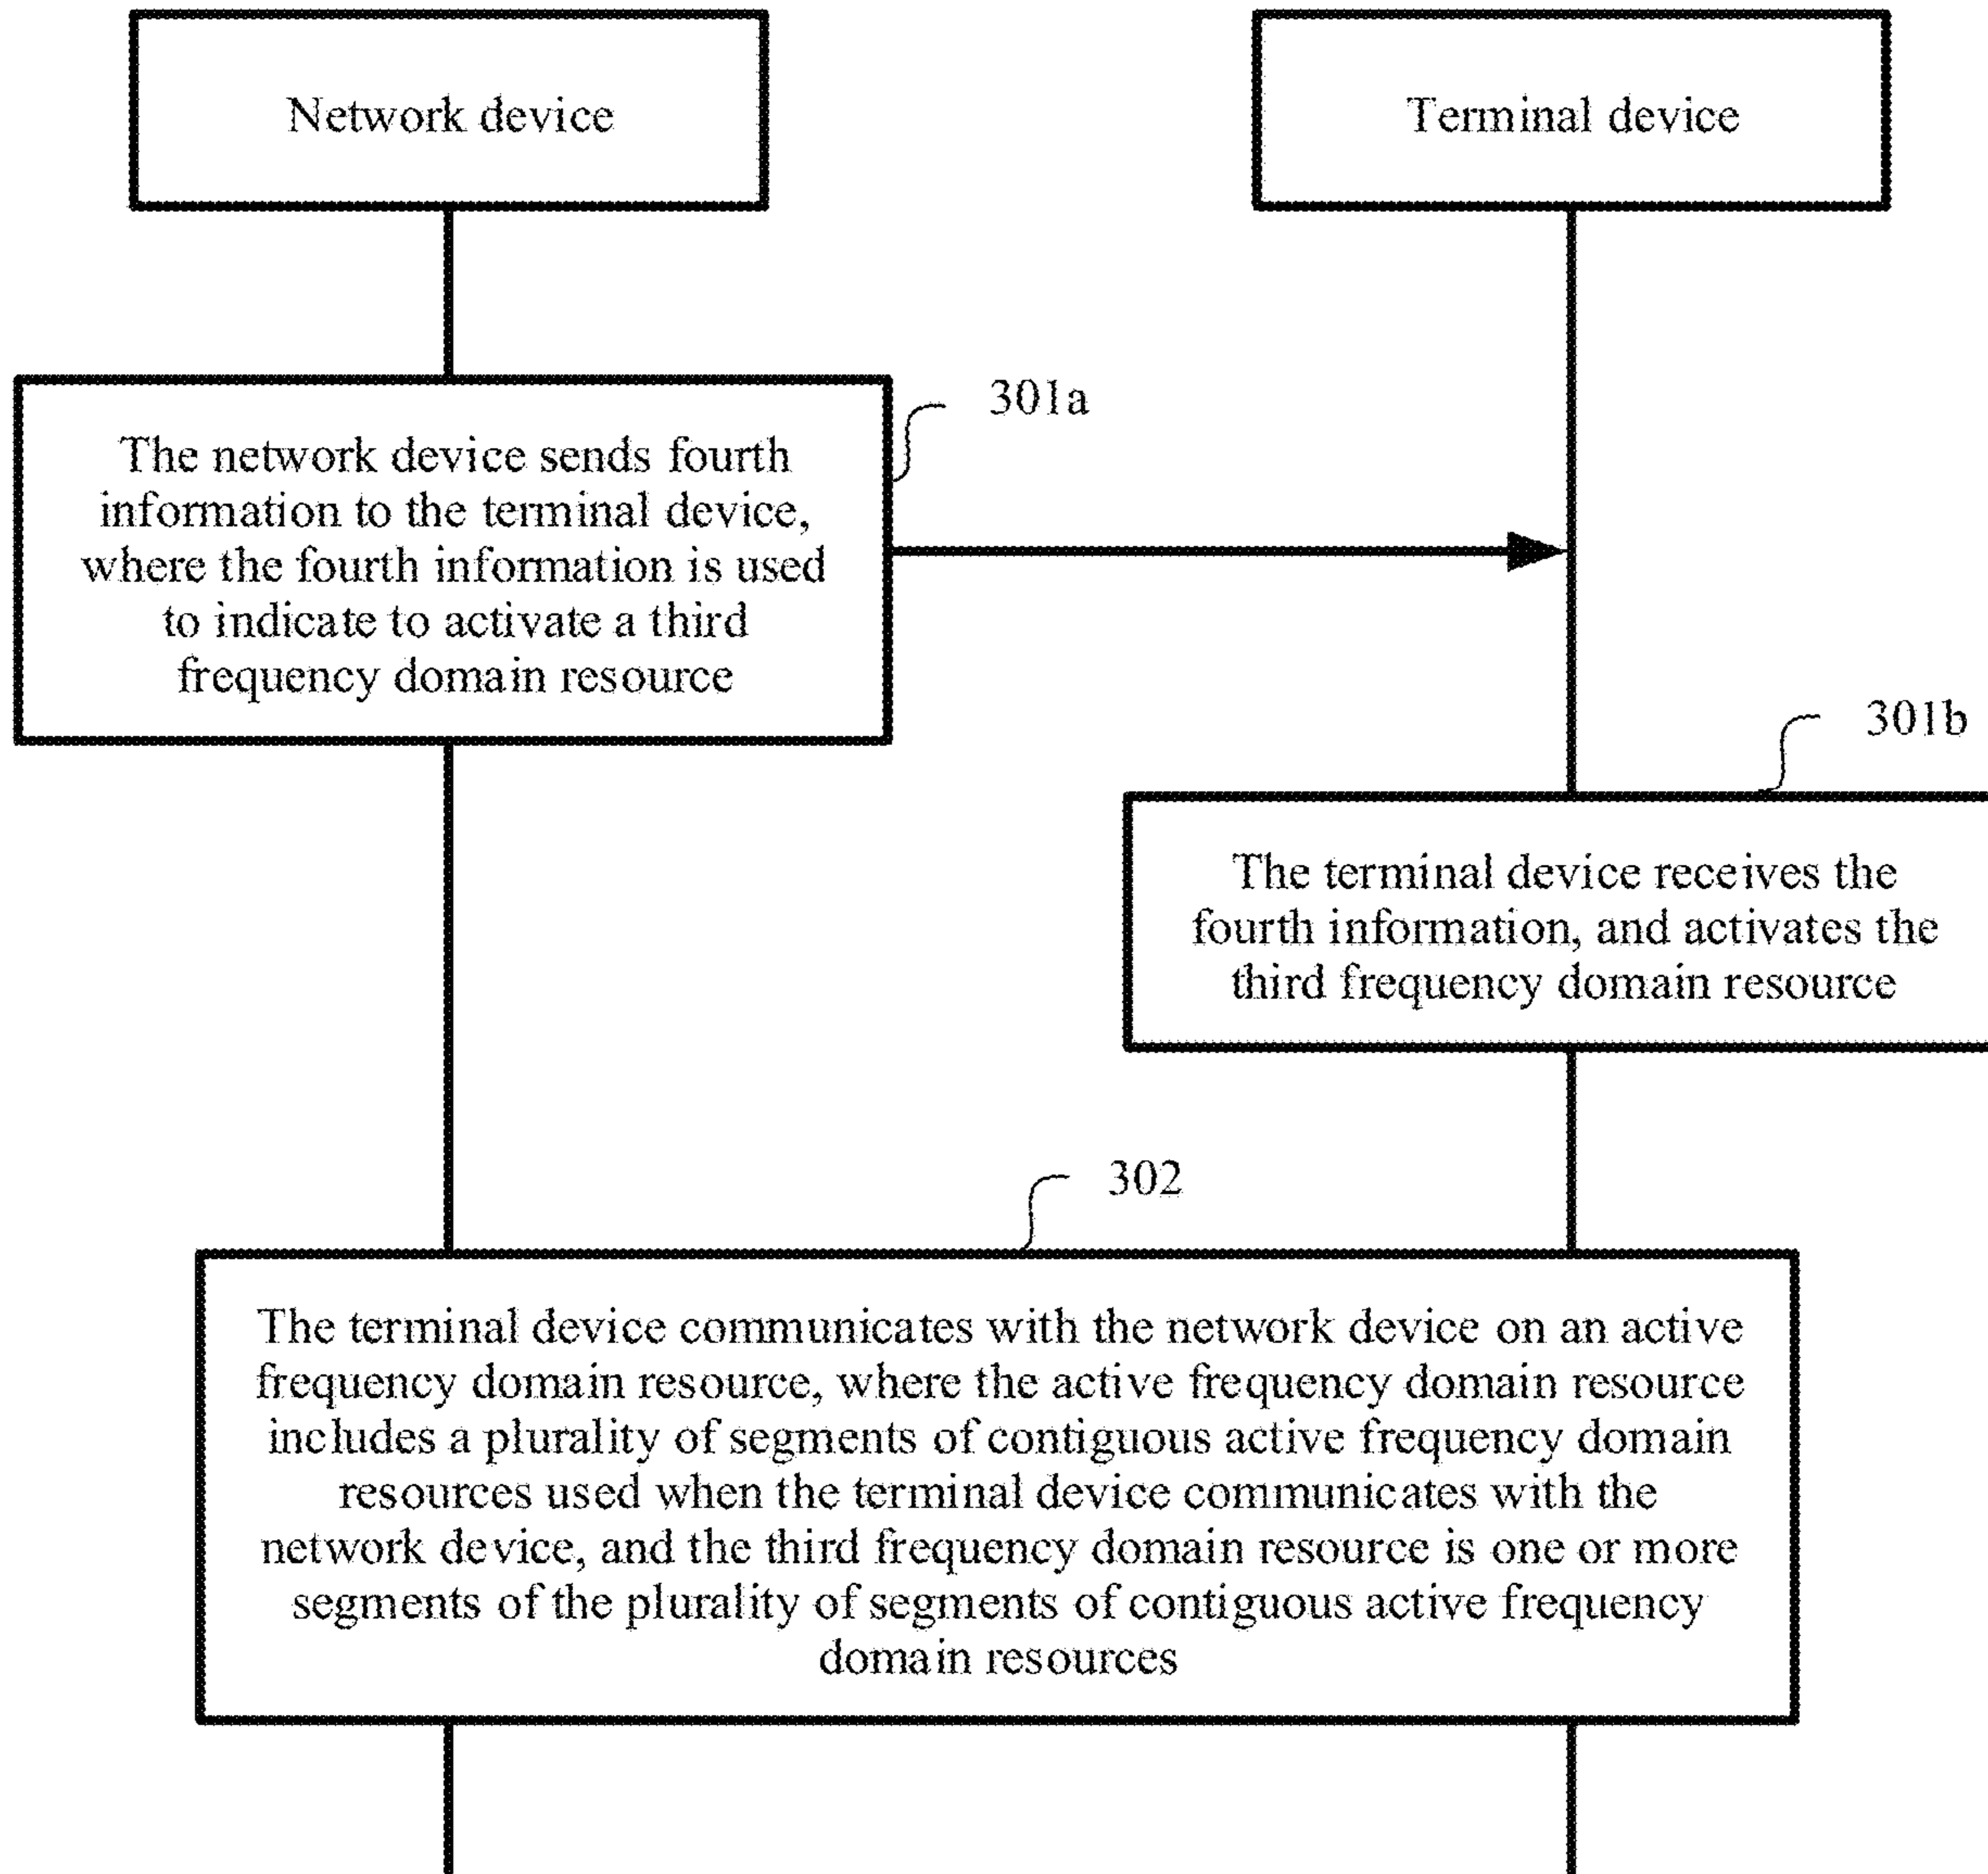 Network device
Terminal device
301a
The network device sends fourth
information to the terminal device,
where the fourth information is used
to indicate to activate a third
frequency domain resource
301b
The terminal device receives the
fourth information, and activates the
third frequency domain resource
302
The terminal device communicates with the network device on an active
frequency domain resource, where the active frequency domain resource
includes a plurality of segments of contiguous active frequency domain
resources used when the terminal device communicates with the
network device, and the third frequency domain resource is one or more
segments of the plurality of segments of contiguous active frequency
domain resources